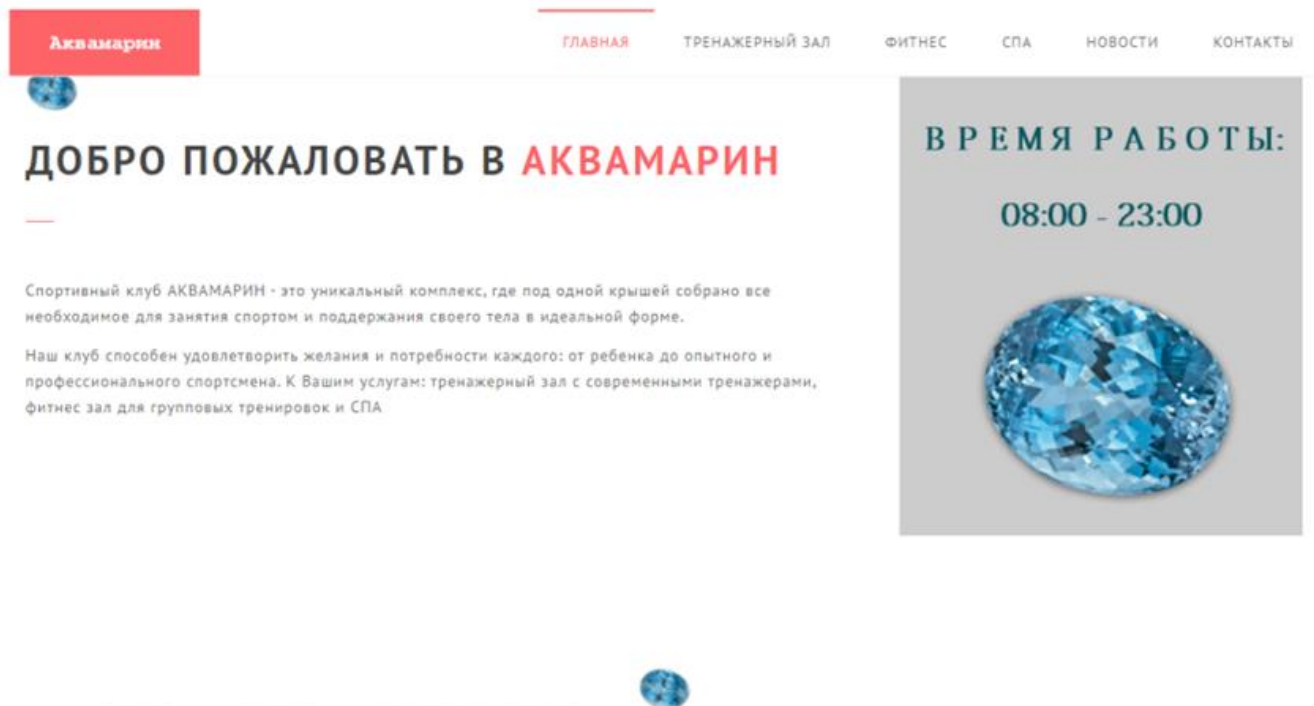 Аквамарин
ГЛАВНАЯ ТРЕНАЖЕРНЫЙ ЗАЛ ФИТНЕС СПА НОВОСТИ КОНТАКТЫ
ДОБРО ПОЖАЛОВАТЬ В АКВАМАРИН
Спортивный клуб АКВАМАРИН - это уникальный комплекс, где под одной крышей собрано все
необходимое для занятия спортом и поддержания своего тела в идеальной форме.
Наш клуб способен удовлетворить желания и потребности каждого: от ребенка до опытного и
профессионального спортсмена. К Вашим услугам: тренажерный зал с современными тренажерами,
фитнес зал для групповых тренировок и СПА
ВРЕМЯ РАБОТЫ:
08:00 - 23:00